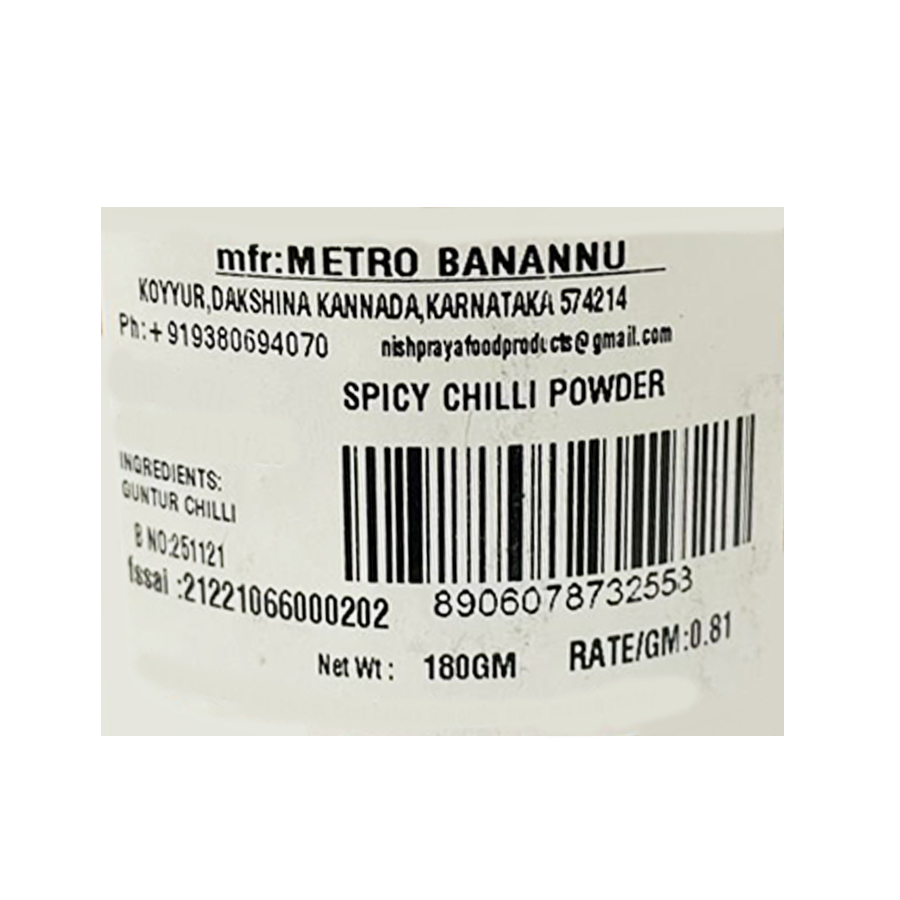 mfr:METRO BANANNU
KOYYUR,DAKSHINA KANNADA,KARNATAKA 574214
Ph:+919380694070 nishprayafoodproducts@gmail.com
SPICY CHILLI POWDER
INGREDIENTS:
GUNTUR CHILLI
B NO:251121
fssai :21221066000202
8906078732553
Net Wt : 180GM RATE/GM:0.81